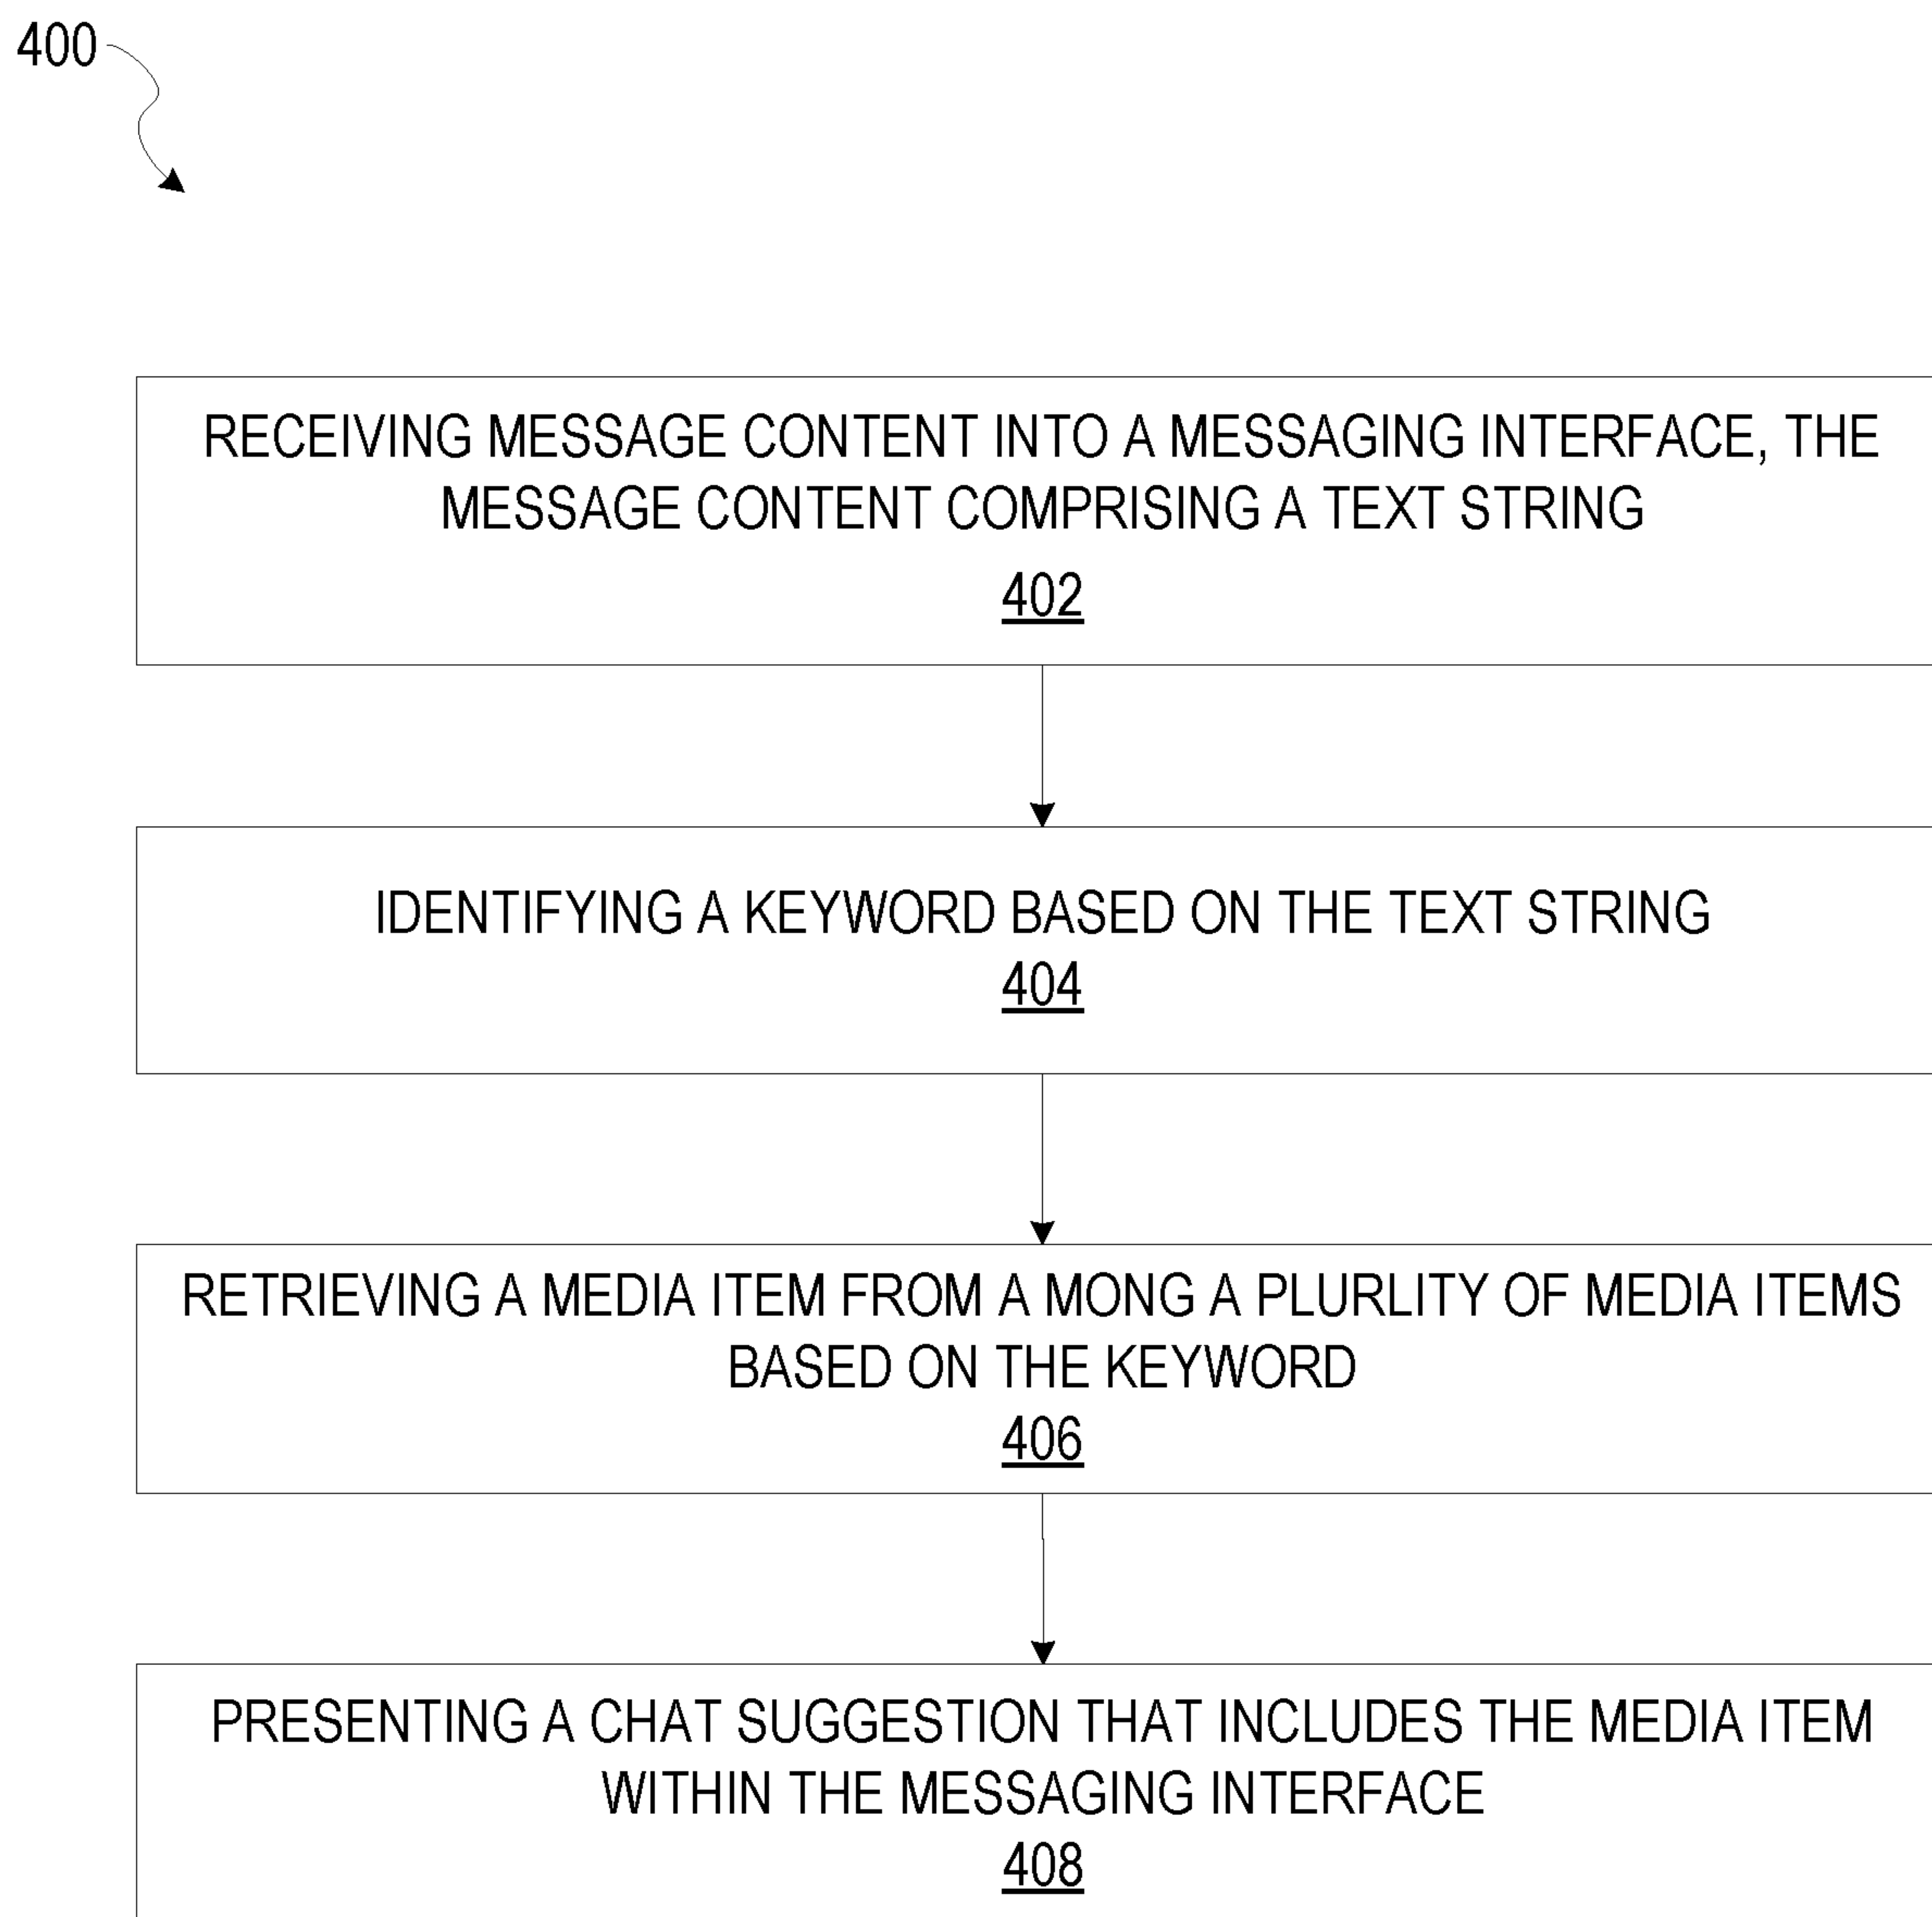 400
RECEIVING MESSAGE CONTENT INTO A MESSAGING INTERFACE, THE
MESSAGE CONTENT COMPRISING A TEXT STRING
402
IDENTIFYING A KEYWORD BASED ON THE TEXT STRING
404
RETRIEVING A MEDIA ITEM FROM A MONG A PLURLITY OF MEDIA ITEMS
BASED ON THE KEYWORD
406
PRESENTING A CHAT SUGGESTION THAT INCLUDES THE MEDIA ITEM
WITHIN THE MESSAGING INTERFACE
408